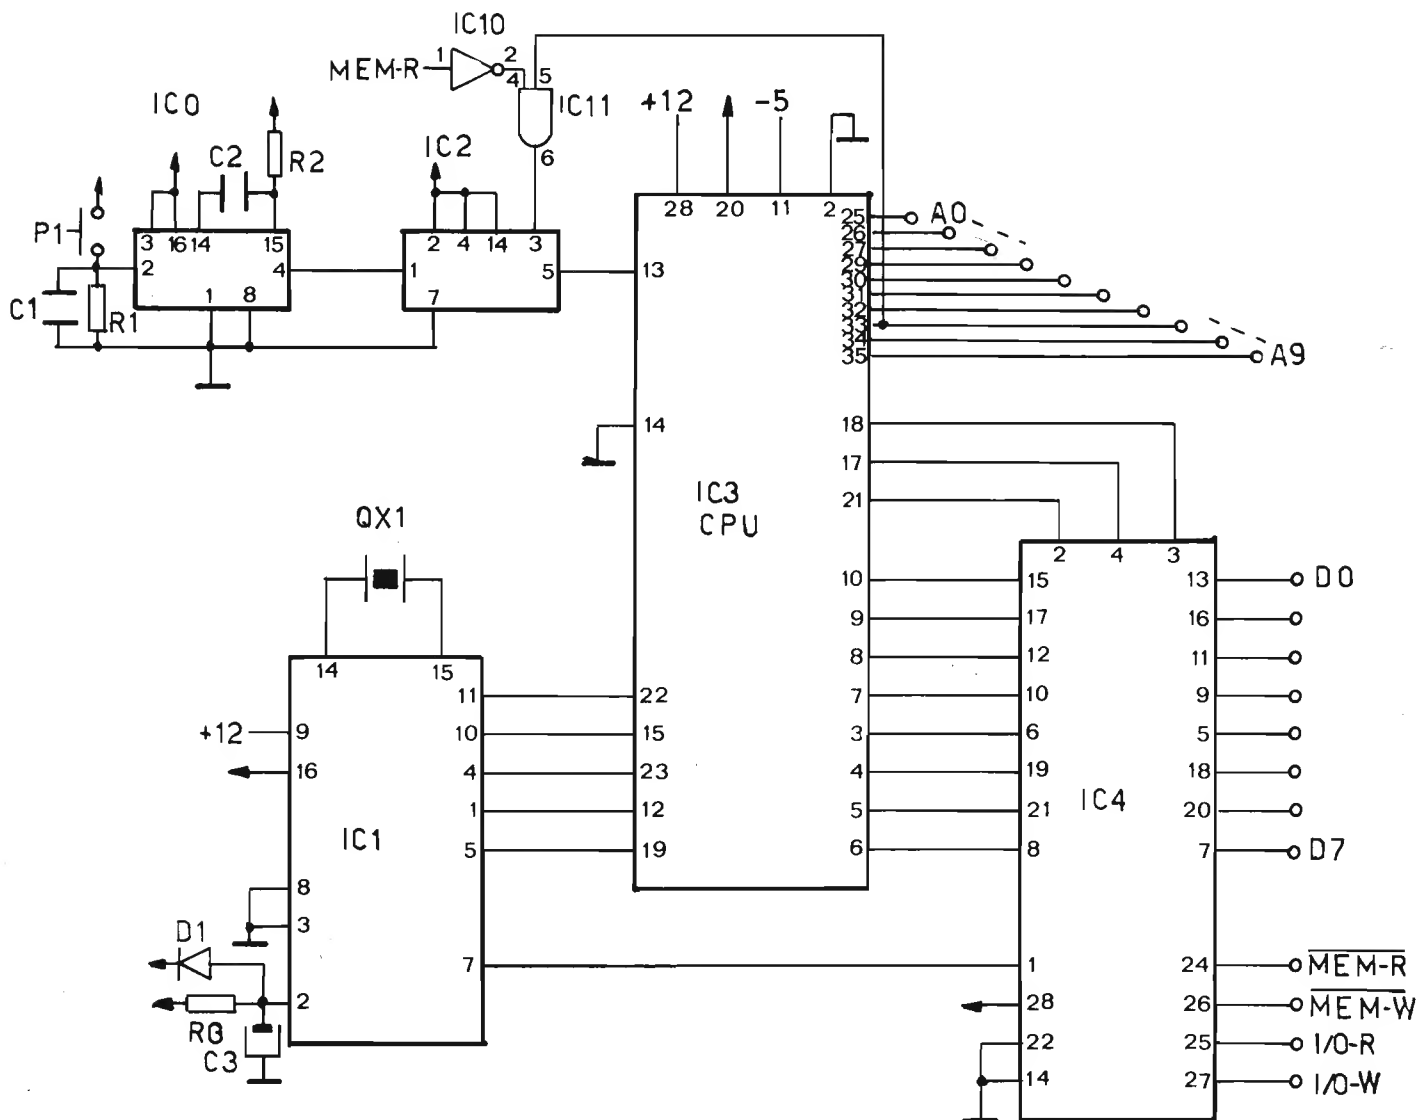 IC10
MEM-R 1 2
4 5
IC11
6
IC0
C2
R2
3 16 14 15
2 4
1 8
P1
C1
R1
IC2
2 4 14 3
1 5
7
+12 -5
28 20 11 2
13
14
IC3
CPU
25 A0
26
27
29
30
31
32
33
34
35 A9
18
17
21
10
9
8
7
3
4
5
6
22
15
23
12
19
QX1
14 15
11
10
4
1
5
7
+12 9
16
IC1
8
3
D1
2
R3
C3
2 4 3
15 13 D0
17 16
12 11
10 9
6 5
19 18
21 20
8 7 D7
IC4
1 24 MEM-R
28 26 MEM-W
22 25 I/O-R
14 27 I/O-W